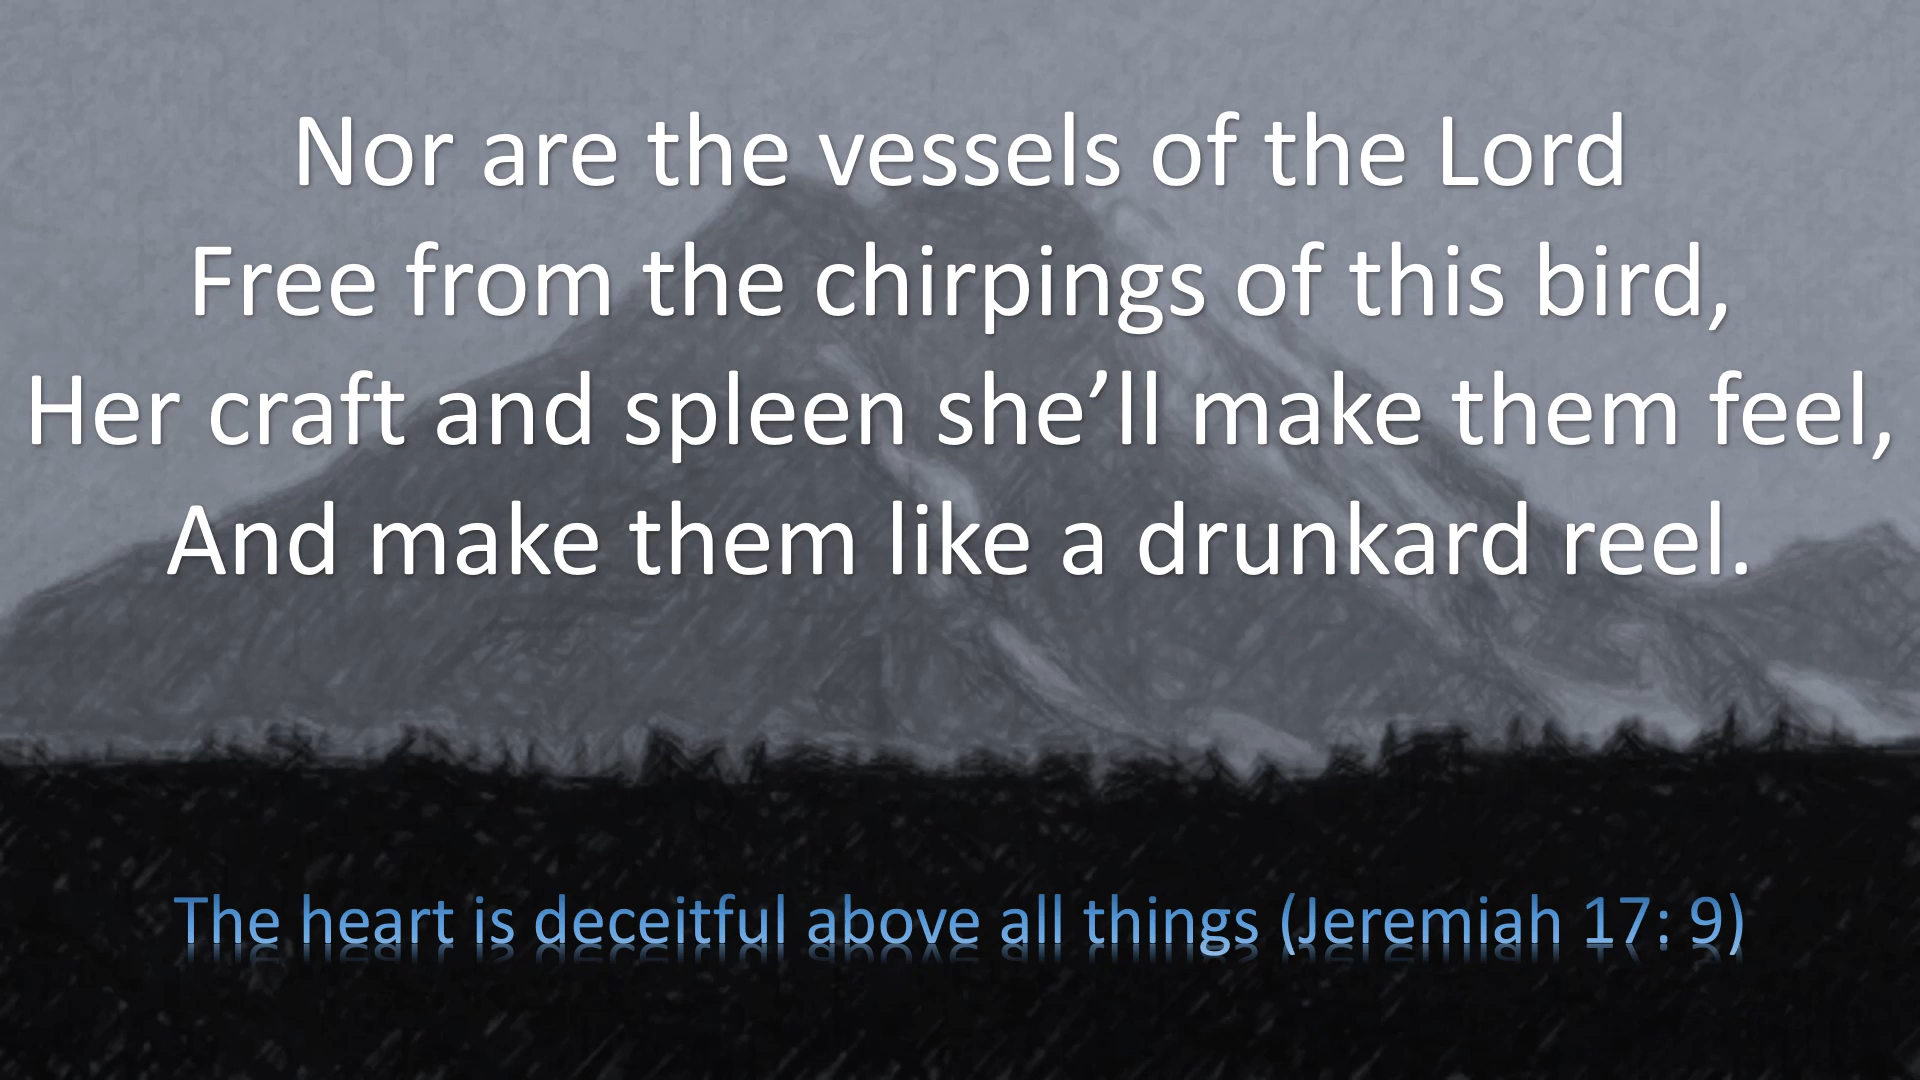 Nor are the vessels of the Lord
Free from the chirpings of this bird,
Her craft and spleen she’ll make them feel,
And make them like a drunkard reel.
The heart is deceitful above all things (Jeremiah 17: 9)